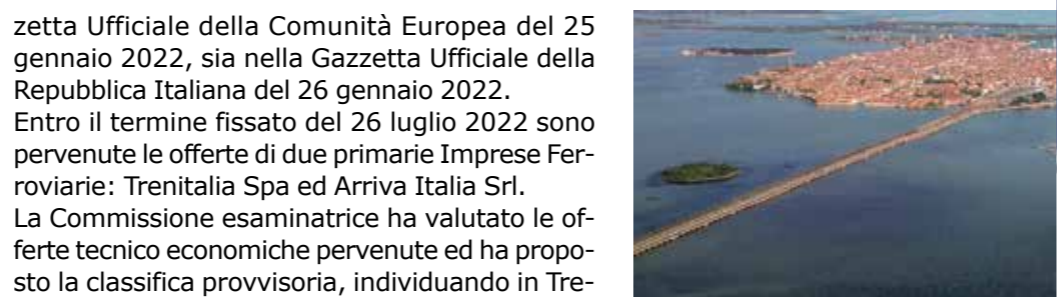 zetta Ufficiale della Comunità Europea del 25
gennaio 2022, sia nella Gazzetta Ufficiale della
Repubblica Italiana del 26 gennaio 2022.
Entro il termine fissato del 26 luglio 2022 sono
pervenute le offerte di due primarie Imprese Fer-
roviarie: Trenitalia Spa ed Arriva Italia Srl.
La Commissione esaminatrice ha valutato le of-
ferte tecnico economiche pervenute ed ha propo-
sto la classifica provvisoria, individuando in Tre-